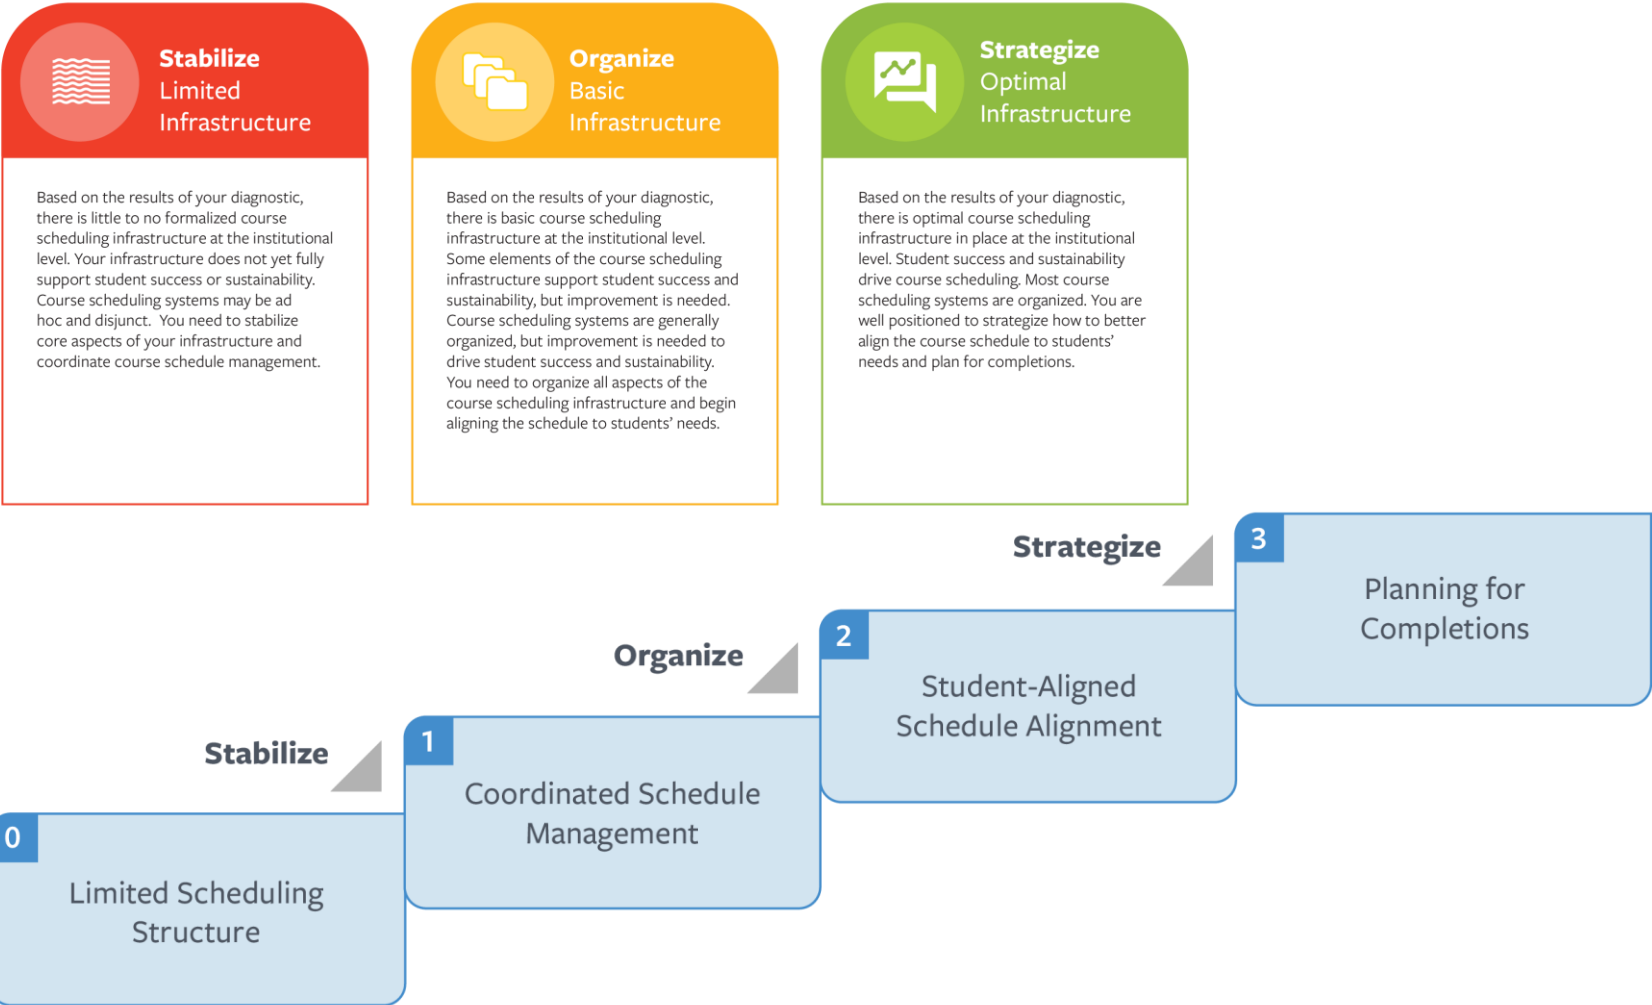 Stabilize
Limited
Infrastructure
Based on the results of your diagnostic,
there is little to no formalized course
scheduling infrastructure at the institutional
level. Your infrastructure does not yet fully
support student success or sustainability.
Course scheduling systems may be ad
hoc and disjunct.  You need to stabilize
core aspects of your infrastructure and
coordinate course schedule management.
Organize
Basic
Infrastructure
Based on the results of your diagnostic,
there is basic course scheduling
infrastructure at the institutional level.
Some elements of the course scheduling
infrastructure support student success and
sustainability, but improvement is needed.
Course scheduling systems are generally
organized, but improvement is needed to
drive student success and sustainability.
You need to organize all aspects of the
course scheduling infrastructure and begin
aligning the schedule to students’ needs.
Strategize
Optimal
Infrastructure
Based on the results of your diagnostic,
there is optimal course scheduling
infrastructure in place at the institutional
level. Student success and sustainability
drive course scheduling. Most course
scheduling systems are organized. You are
well positioned to strategize how to better
align the course schedule to students’
needs and plan for completions.
0
Limited Scheduling
Structure
Stabilize
1
Coordinated Schedule
Management
Organize
2
Student-Aligned
Schedule Alignment
Strategize
3
Planning for
Completions